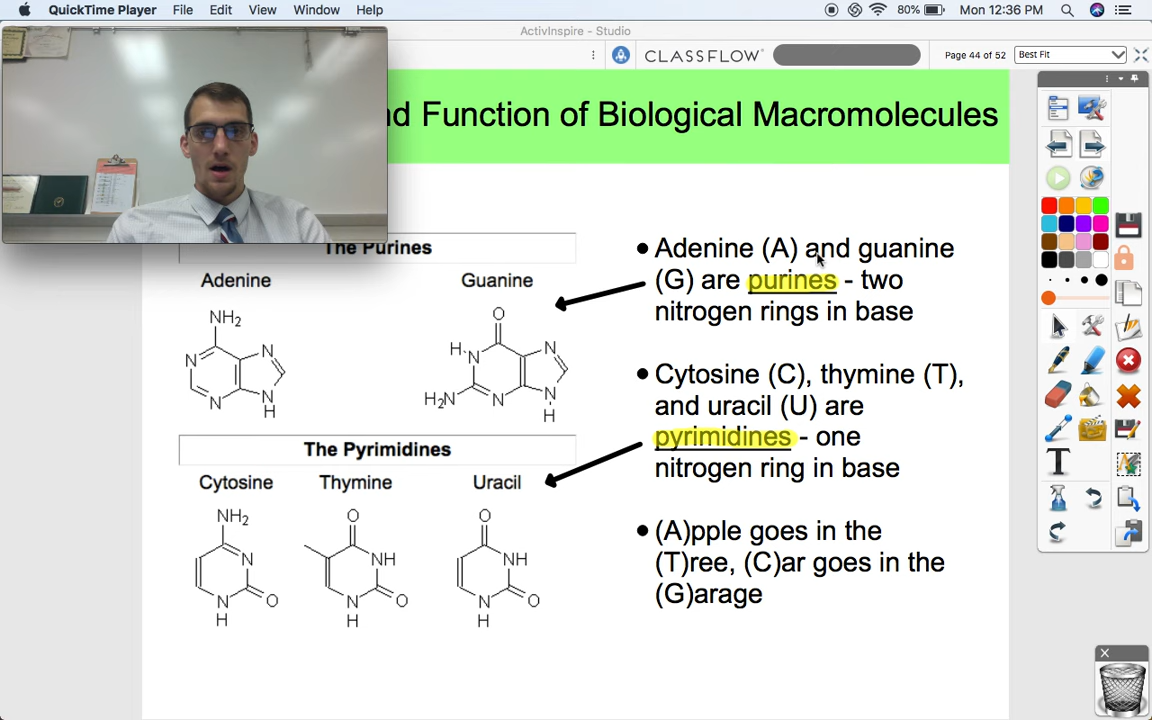 QuickTime Player File Edit View Window Help 80% Mon 12:36 PM
ActivInspire - Studio
CLASSFLOW Page 44 of 52 Best Fit
nd Function of Biological Macromolecules
The Purines
Adenine Guanine
NH₂
N N N N H
O
H N N H₂N N N H
The Pyrimidines
Cytosine Thymine Uracil
NH₂ N N H O
O NH N H O
O NH N H O
• Adenine (A) and guanine
(G) are purines - two
nitrogen rings in base
• Cytosine (C), thymine (T),
and uracil (U) are
pyrimidines - one
nitrogen ring in base
• (A)pple goes in the
(T)ree, (C)ar goes in the
(G)arage
T